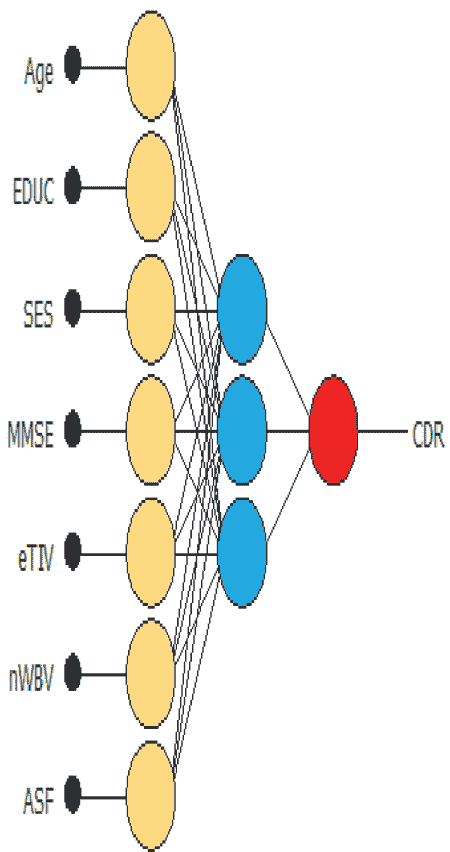 Age
EDUC
SES
MMSE
CDR
eTIV
nWBV
ASF